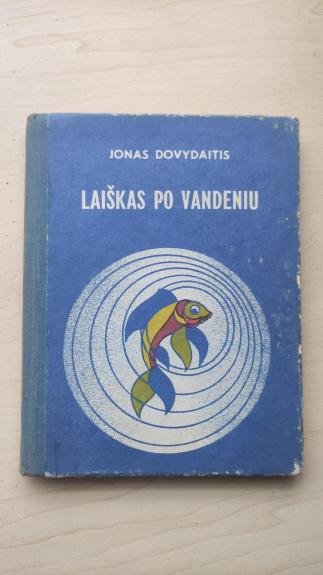 JONAS DOVYDAITIS
LAIŠKAS PO VANDENIU